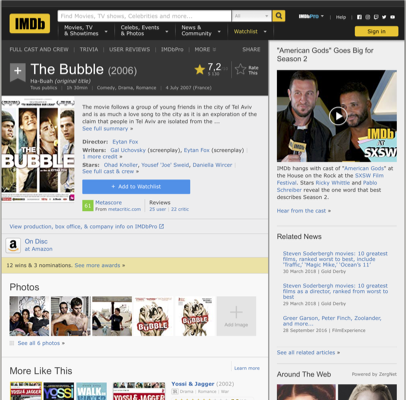 IMDb
Find Movies, TV shows, Celebrities and more...
All
IMDbPro
Help
Movies, TV
& Showtimes
Celebs, Events
& Photos
News &
Community
Watchlist
Sign in
FULL CAST AND CREW | TRIVIA | USER REVIEWS | IMDbPro | MORE
SHARE
The Bubble (2006)
Ha-Buah (original title)
Tous publics | 1h 30min | Comedy, Drama, Romance | 4 July 2007 (France)
7,2
Rate
This
THE
BUBBLE
The movie follows a group of young friends in the city of Tel Aviv
and is as much a love song to the city as it is an exploration of the
claim that people in Tel Aviv are isolated from the ...
See full summary »
Director: Eytan Fox
Writers: Gal Uchovsky (screenplay), Eytan Fox (screenplay) |
1 more credit »
Stars: Ohad Knoller, Yousef 'Joe' Sweid, Daniela Wircer |
See full cast & crew »
+ Add to Watchlist
61
Metascore
From metacritic.com
Reviews
25 user | 22 critic
View production, box office, & company info on IMDbPro
On Disc
at Amazon
12 wins & 3 nominations. See more awards »
Photos
BUBBLE
BUBBLE
Add Image
See all 6 photos »
More Like This
Learn more
Yossi & Jagger (2002)
Drama | Romance | War
"American Gods" Goes Big for
Season 2
IMDb
AT
SXSW
IMDb hangs with cast of "American Gods" at
the House on the Rock at the SXSW Film
Festival. Stars Ricky Whittle and Pablo
Schreiber reveal the one word that best
describes Season 2.
Hear from the cast »
Related News
Steven Soderbergh movies: 10 greatest
films, ranked worst to best, include
'Traffic,' 'Magic Mike,' 'Ocean's 11'
30 March 2018 | Gold Derby
Steven Soderbergh movies: 10 greatest
films as a director, ranked from worst to
best
29 March 2018 | Gold Derby
Greer Garson, Peter Finch, Zoolander,
and more...
28 September 2016 | FilmExperience
See all related articles »
Around The Web
Powered by ZergNet